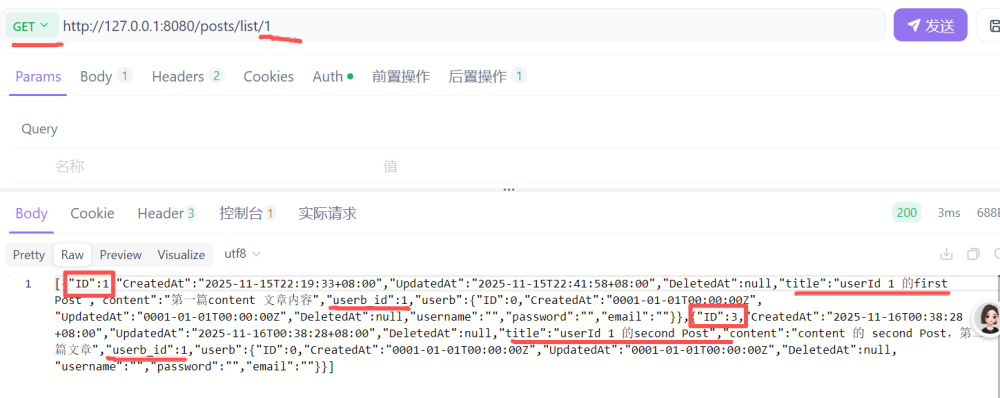 GET http://127.0.0.1:8080/posts/list/1 发送
Params Body 1 Headers 2 Cookies Auth 前置操作 后置操作 1
Query
名称 值
Body Cookie Header 3 控制台 1 实际请求 200 3ms 688B
Pretty Raw Preview Visualize utf8
1 [{"ID":1,"CreatedAt":"2025-11-15T22:19:33+08:00","UpdatedAt":"2025-11-15T22:41:58+08:00","DeletedAt":null,"title":"userId 1 的first
Post","content":"第一篇content 文章内容","userb_id":1,"userb":{"ID":0,"CreatedAt":"0001-01-01T00:00:00Z",
"UpdatedAt":"0001-01-01T00:00:00Z","DeletedAt":null,"username":"","password":"","email":""}},{"ID":3,"CreatedAt":"2025-11-16T00:38:28
+08:00","UpdatedAt":"2025-11-16T00:38:28+08:00","DeletedAt":null,"title":"userId 1 的second Post","content":"content 的 second Post，第二
篇文章","userb_id":1,"userb":{"ID":0,"CreatedAt":"0001-01-01T00:00:00Z","UpdatedAt":"0001-01-01T00:00:00Z","DeletedAt":null,
"username":"","password":"","email":""}}]